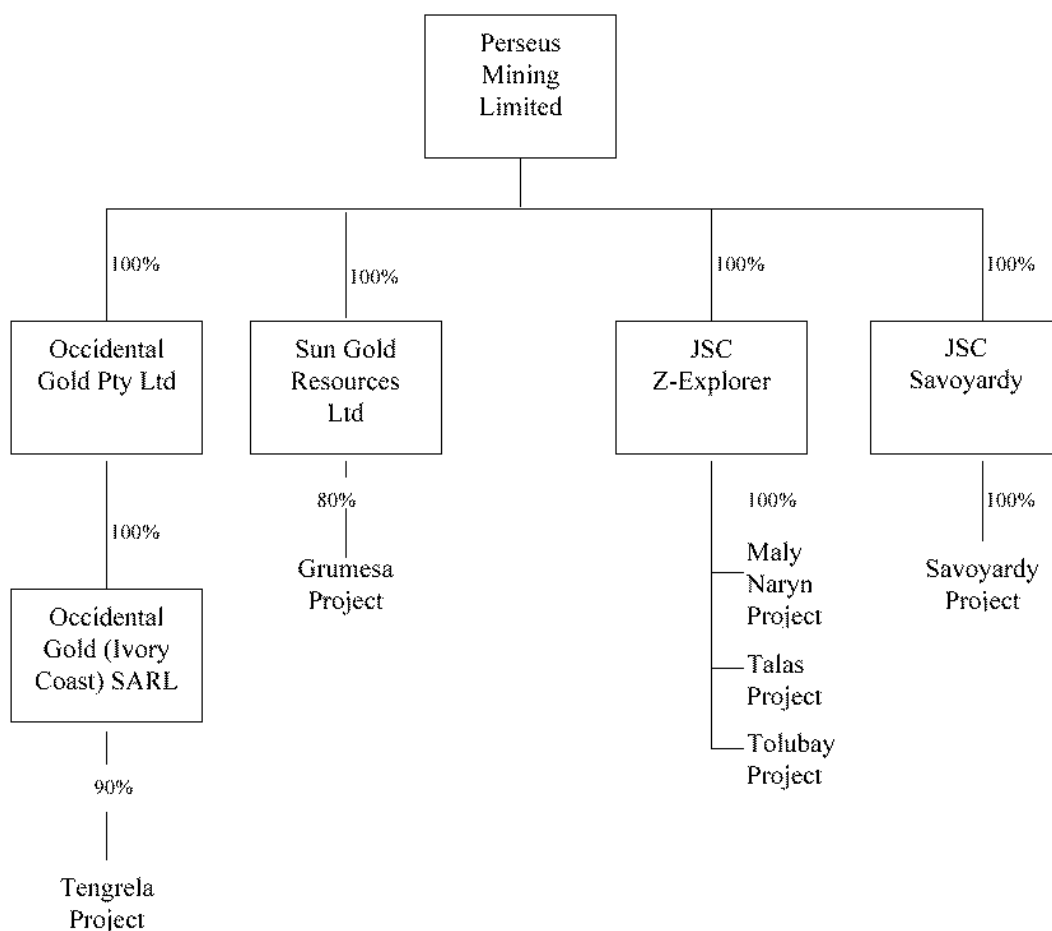 Perseus
Mining
Limited
100%
100%
100%
100%
Occidental
Gold Pty Ltd
Sun Gold
Resources
Ltd
JSC
Z-Explorer
JSC
Savoyardy
100%
80%
100%
100%
Grumesa
Project
Maly
Naryn
Project
Savoyardy
Project
Occidental
Gold (Ivory
Coast) SARL
Talas
Project
Tolubay
Project
90%
Tengrela
Project